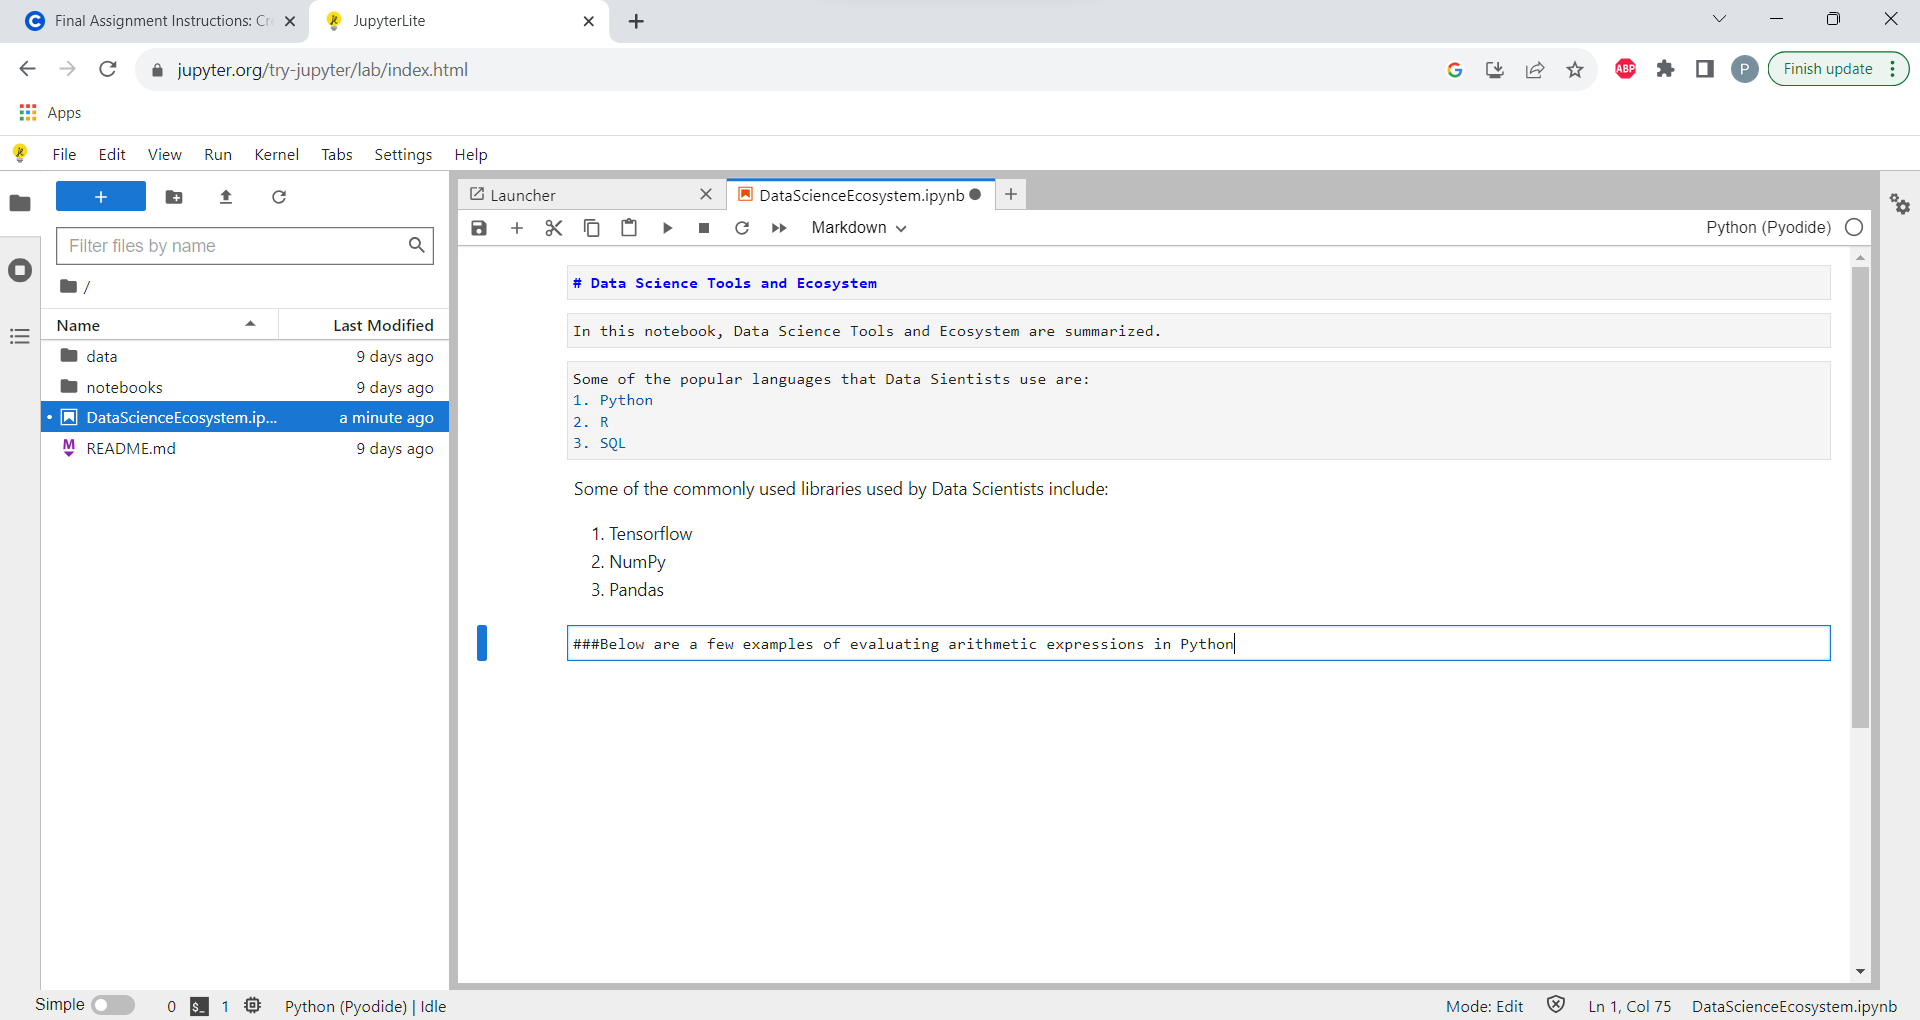 Final Assignment Instructions: Cr
JupyterLite
jupyter.org/try-jupyter/lab/index.html
ABP
P
Finish update
Apps
File Edit View Run Kernel Tabs Settings Help
Filter files by name
/
Name Last Modified
data 9 days ago
notebooks 9 days ago
DataScienceEcosystem.ip... a minute ago
README.md 9 days ago
Launcher
DataScienceEcosystem.ipynb
Markdown
Python (Pyodide)
# Data Science Tools and Ecosystem
In this notebook, Data Science Tools and Ecosystem are summarized.
Some of the popular languages that Data Sientists use are:
1. Python
2. R
3. SQL
Some of the commonly used libraries used by Data Scientists include:
1. Tensorflow
2. NumPy
3. Pandas
###Below are a few examples of evaluating arithmetic expressions in Python
Simple 0 $_ 1 Python (Pyodide) | Idle Mode: Edit Ln 1, Col 75 DataScienceEcosystem.ipynb